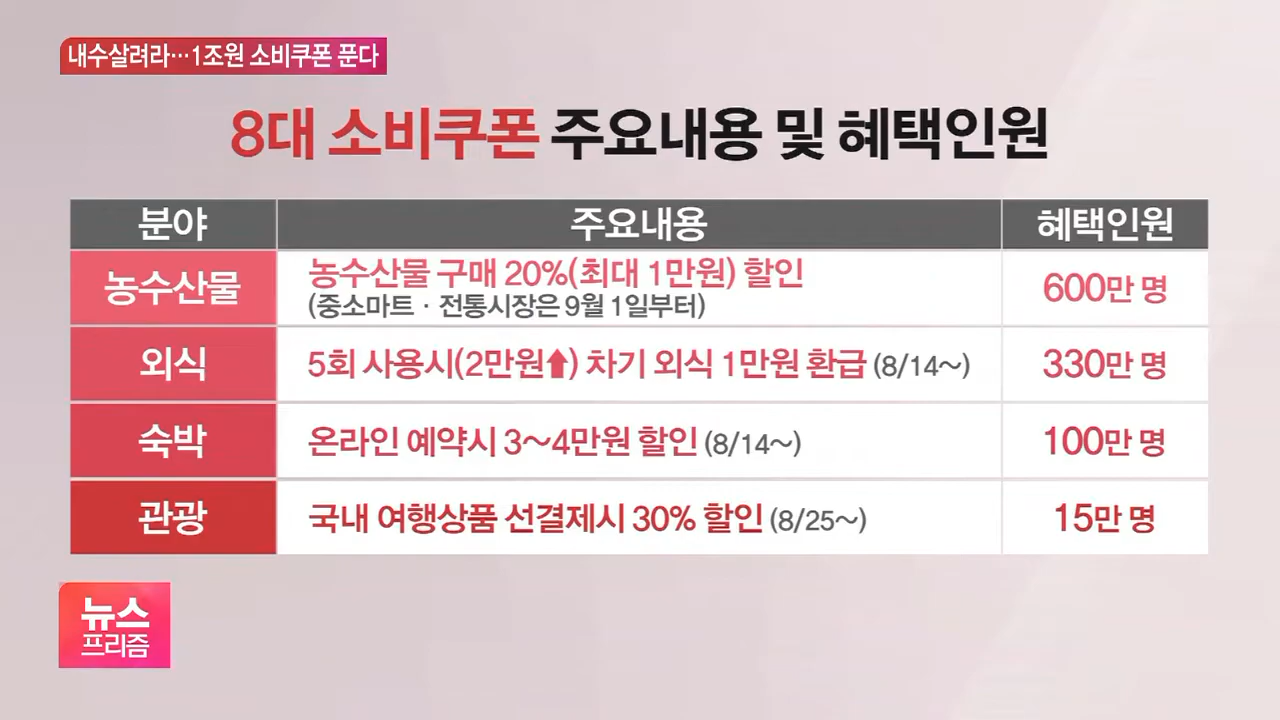 내수살려라…1조원 소비쿠폰 푼다
8대 소비쿠폰 주요내용 및 혜택인원
분야 주요내용 혜택인원
농수산물 농수산물 구매 20%(최대 1만원) 할인 600만 명
(중소마트 · 전통시장은 9월 1일부터)
외식 5회 사용시(2만원⬆) 차기 외식 1만원 환급 (8/14~) 330만 명
숙박 온라인 예약시 3~4만원 할인 (8/14~) 100만 명
관광 국내 여행상품 선결제시 30% 할인 (8/25~) 15만 명
뉴스
프리즘